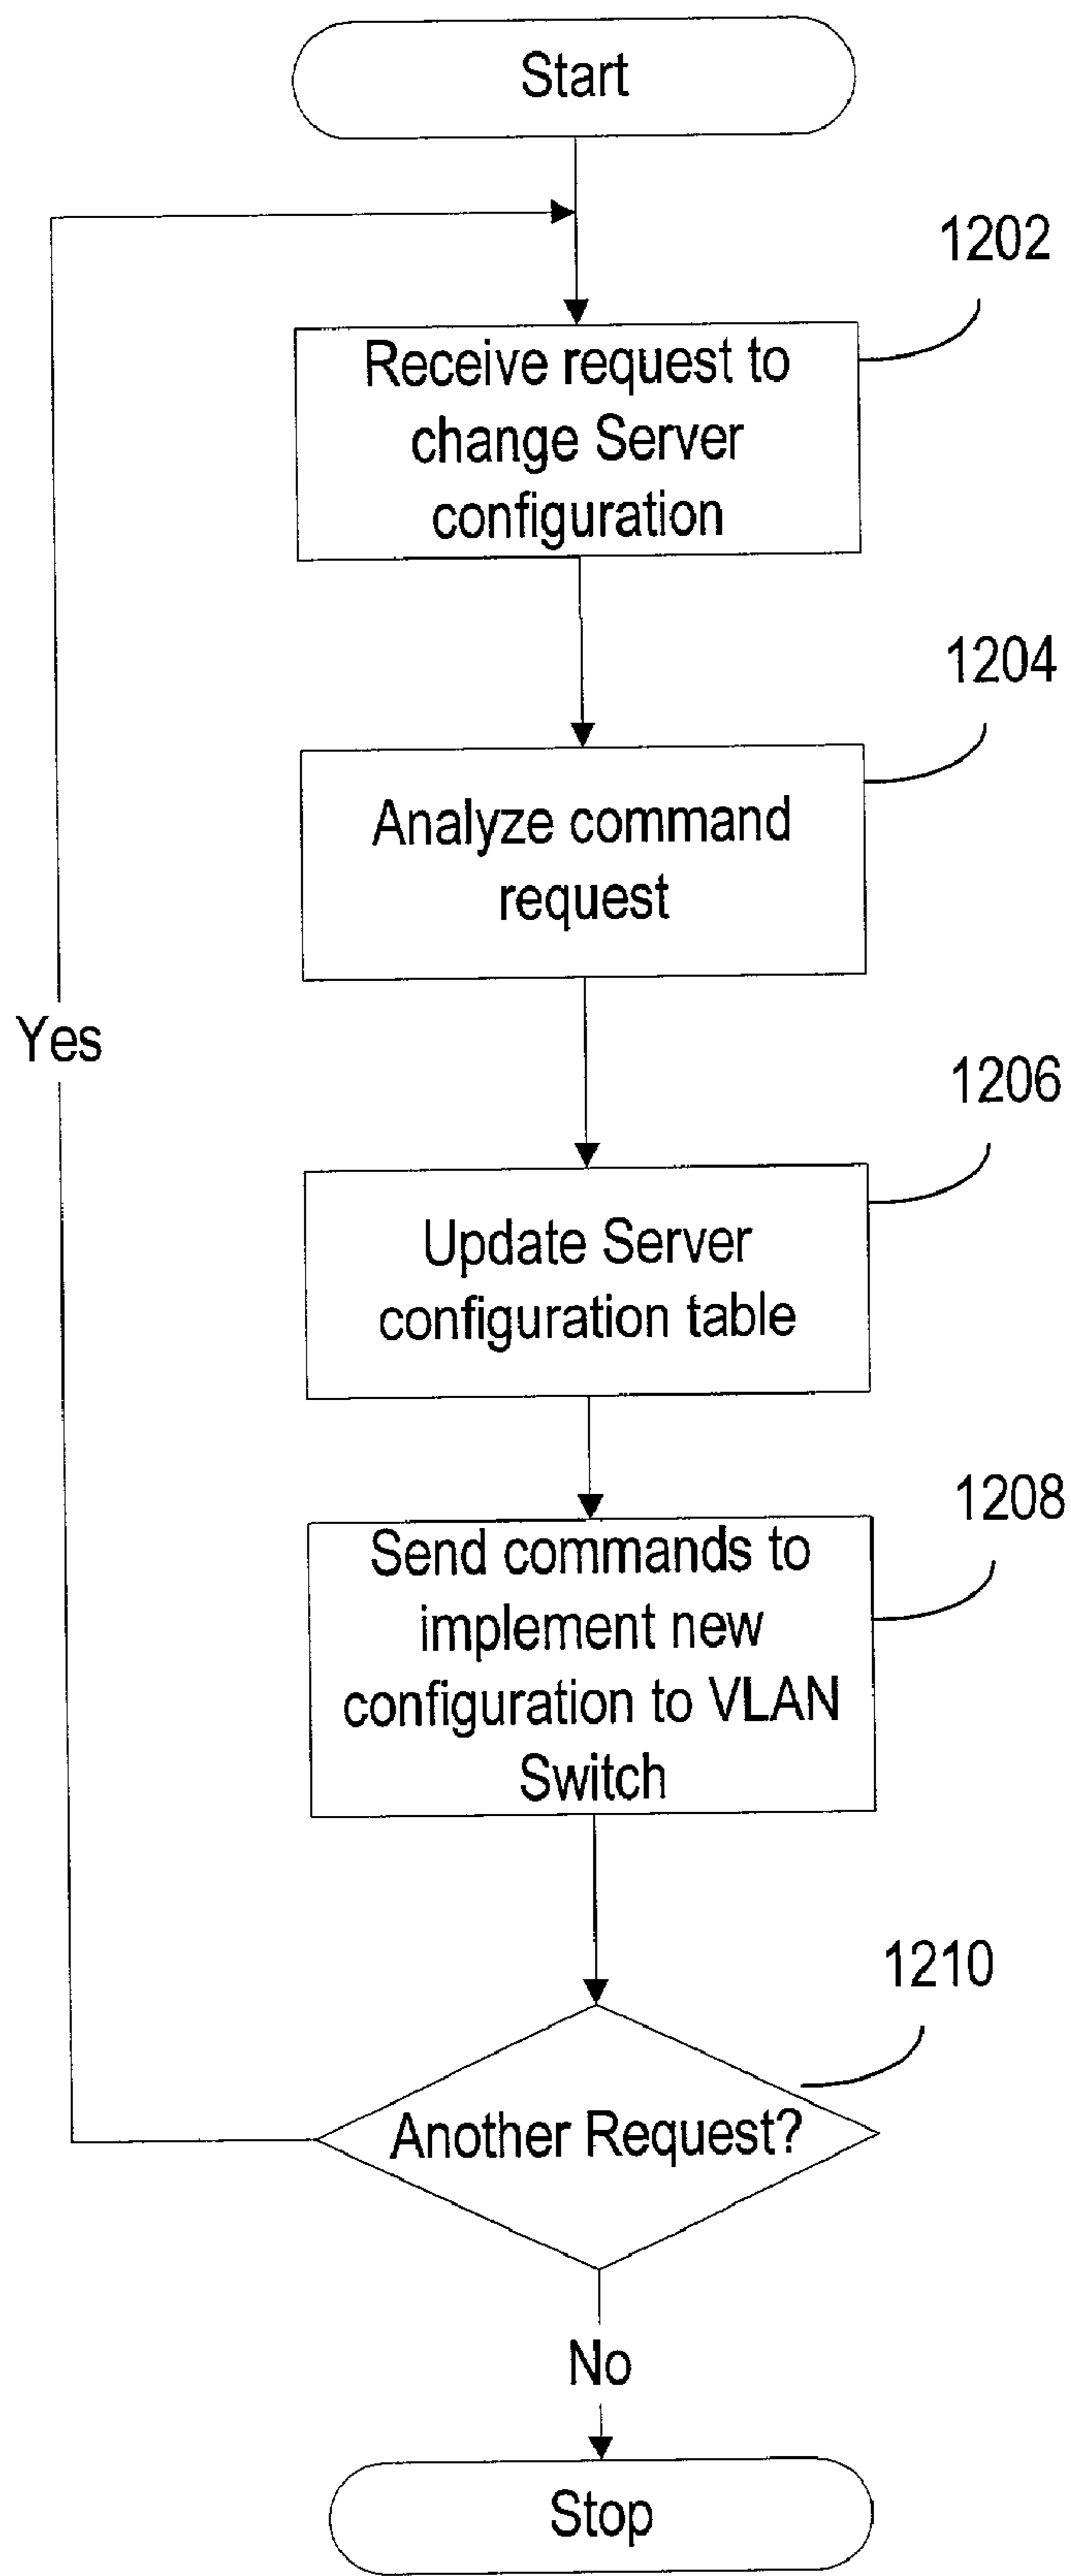 Start
1202
Receive request to
change Server
configuration
1204
Analyze command
request
Yes
1206
Update Server
configuration table
1208
Send commands to
implement new
configuration to VLAN
Switch
1210
Another Request?
No
Stop